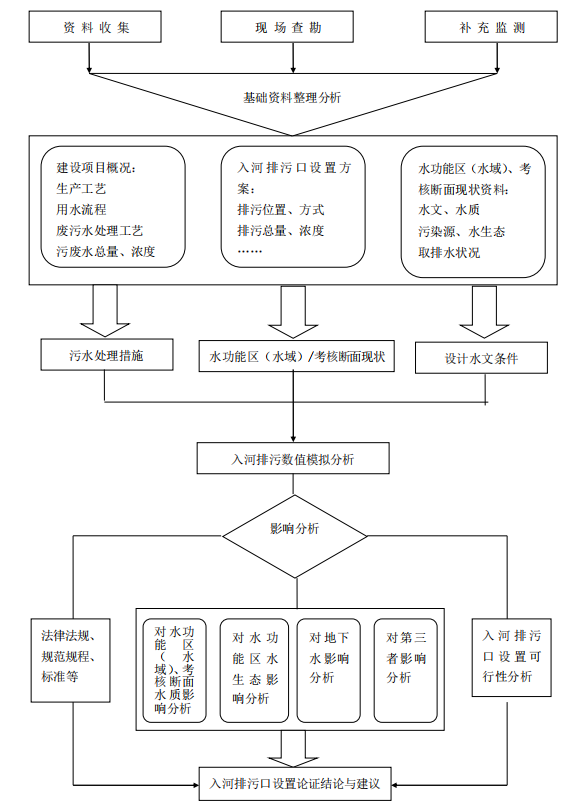 资料收集
现场查勘
补充监测
基础资料整理分析
建设项目概况：
生产工艺
用水流程
废污水处理工艺
污废水总量、浓度
入河排污口设置方
案：
排污位置、方式
排污总量、浓度
……
水功能区（水域）、考
核断面现状资料：
水文、水质
污染源、水生态
取排水状况
污水处理措施
水功能区（水域）/考核断面现状
设计水文条件
入河排污数值模拟分析
影响分析
法律法规、
规范规程、
标准等
对水功
能区
（水
域）、考
核断面
水质影
响分析
对水功
能区水
生态影
响分析
对地下
水影响
分析
对第三
者影响
分析
入河排污
口设置可
行性分析
入河排污口设置论证结论与建议